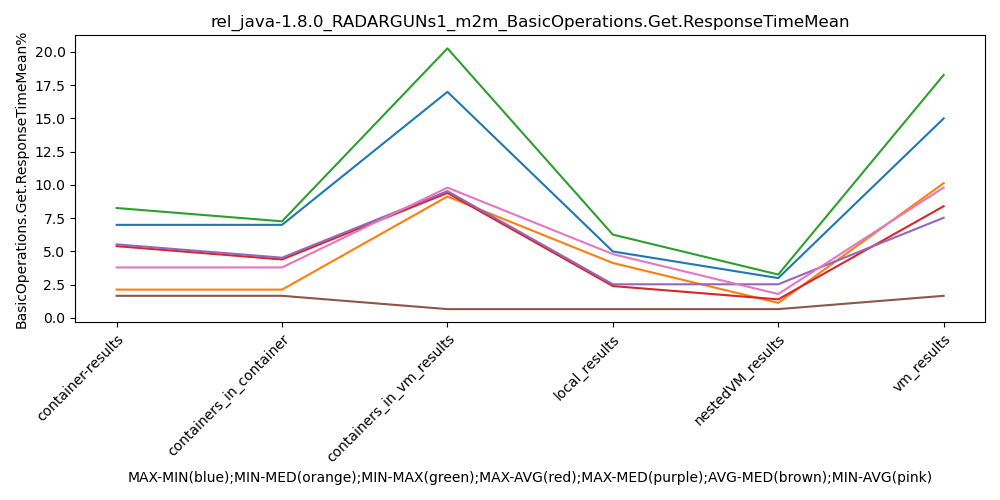 rel_java-1.8.0_RADARGUNs1_m2m_BasicOperations.Get.ResponseTimeMean
BasicOperations.Get.ResponseTimeMean%
20.0
17.5
15.0
12.5
10.0
7.5
5.0
2.5
0.0
container-results
containers_in_container
containers_in_vm_results
local_results
nestedVM_results
vm_results
MAX-MIN(blue);MIN-MED(orange);MIN-MAX(green);MAX-AVG(red);MAX-MED(purple);AVG-MED(brown);MIN-AVG(pink)